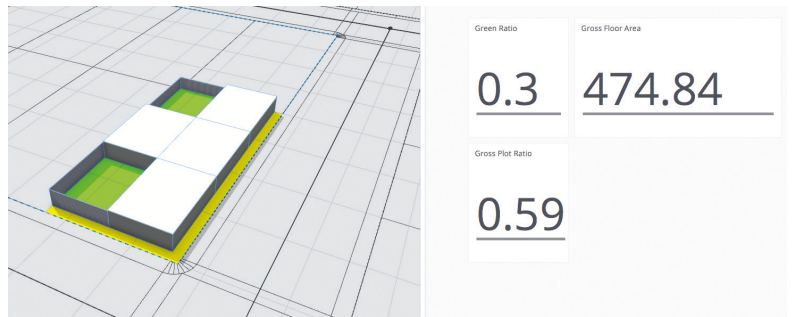 Green Ratio
0.3
Gross Floor Area
474.84
Gross Plot Ratio
0.59